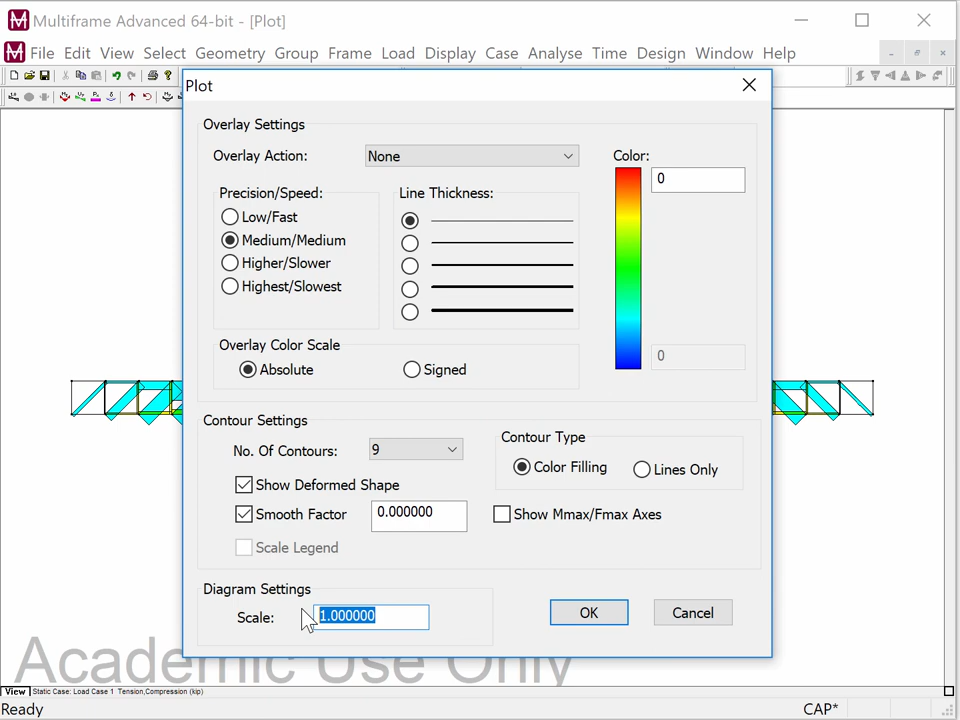 Multiframe Advanced 64-bit - [Plot]
File Edit View Select Geometry Group Frame Load Display Case Analyse Time Design Window Help
Plot
Overlay Settings
Overlay Action: None
Color:
0
Precision/Speed:
Low/Fast
Medium/Medium
Higher/Slower
Highest/Slowest
Line Thickness:
0
Overlay Color Scale
Absolute
Signed
Contour Settings
No. Of Contours: 9
Contour Type
Color Filling
Lines Only
Show Deformed Shape
Smooth Factor 0.000000
Show Mmax/Fmax Axes
Scale Legend
Diagram Settings
Scale: 1.000000
OK
Cancel
Academic Use Only
View Static Case: Load Case 1 Tension,Compression (kip)
Ready
CAP*